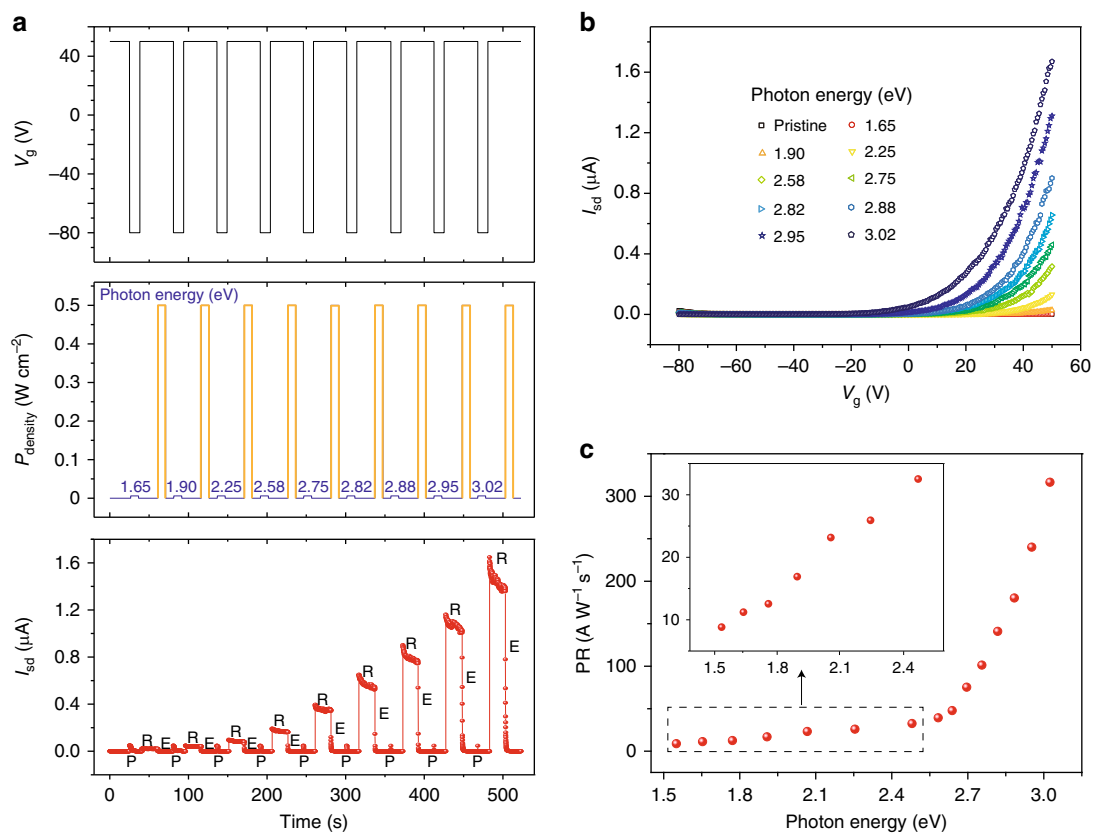 a
40
0
−40
−80
V_g (V)
Photon energy (eV)
0.5
0.4
0.3
0.2
0.1
0
P_density (W cm⁻²)
1.65 1.90 2.25 2.58 2.75 2.82 2.88 2.95 3.02
1.6
1.2
0.8
0.4
0.0
I_sd (μA)
R R R R R R R R R
E E E E E E E E E
P P P P P P P P P
0 100 200 300 400 500
Time (s)
b
1.6
1.2
0.8
0.4
0.0
I_sd (μA)
Photon energy (eV)
Pristine 1.65
1.90 2.25
2.58 2.75
2.82 2.88
2.95 3.02
−80 −60 −40 −20 0 20 40 60
V_g (V)
c
300
250
200
150
100
50
0
PR (A W⁻¹ s⁻¹)
30
20
10
1.5 1.8 2.1 2.4
1.5 1.8 2.1 2.4 2.7 3.0
Photon energy (eV)